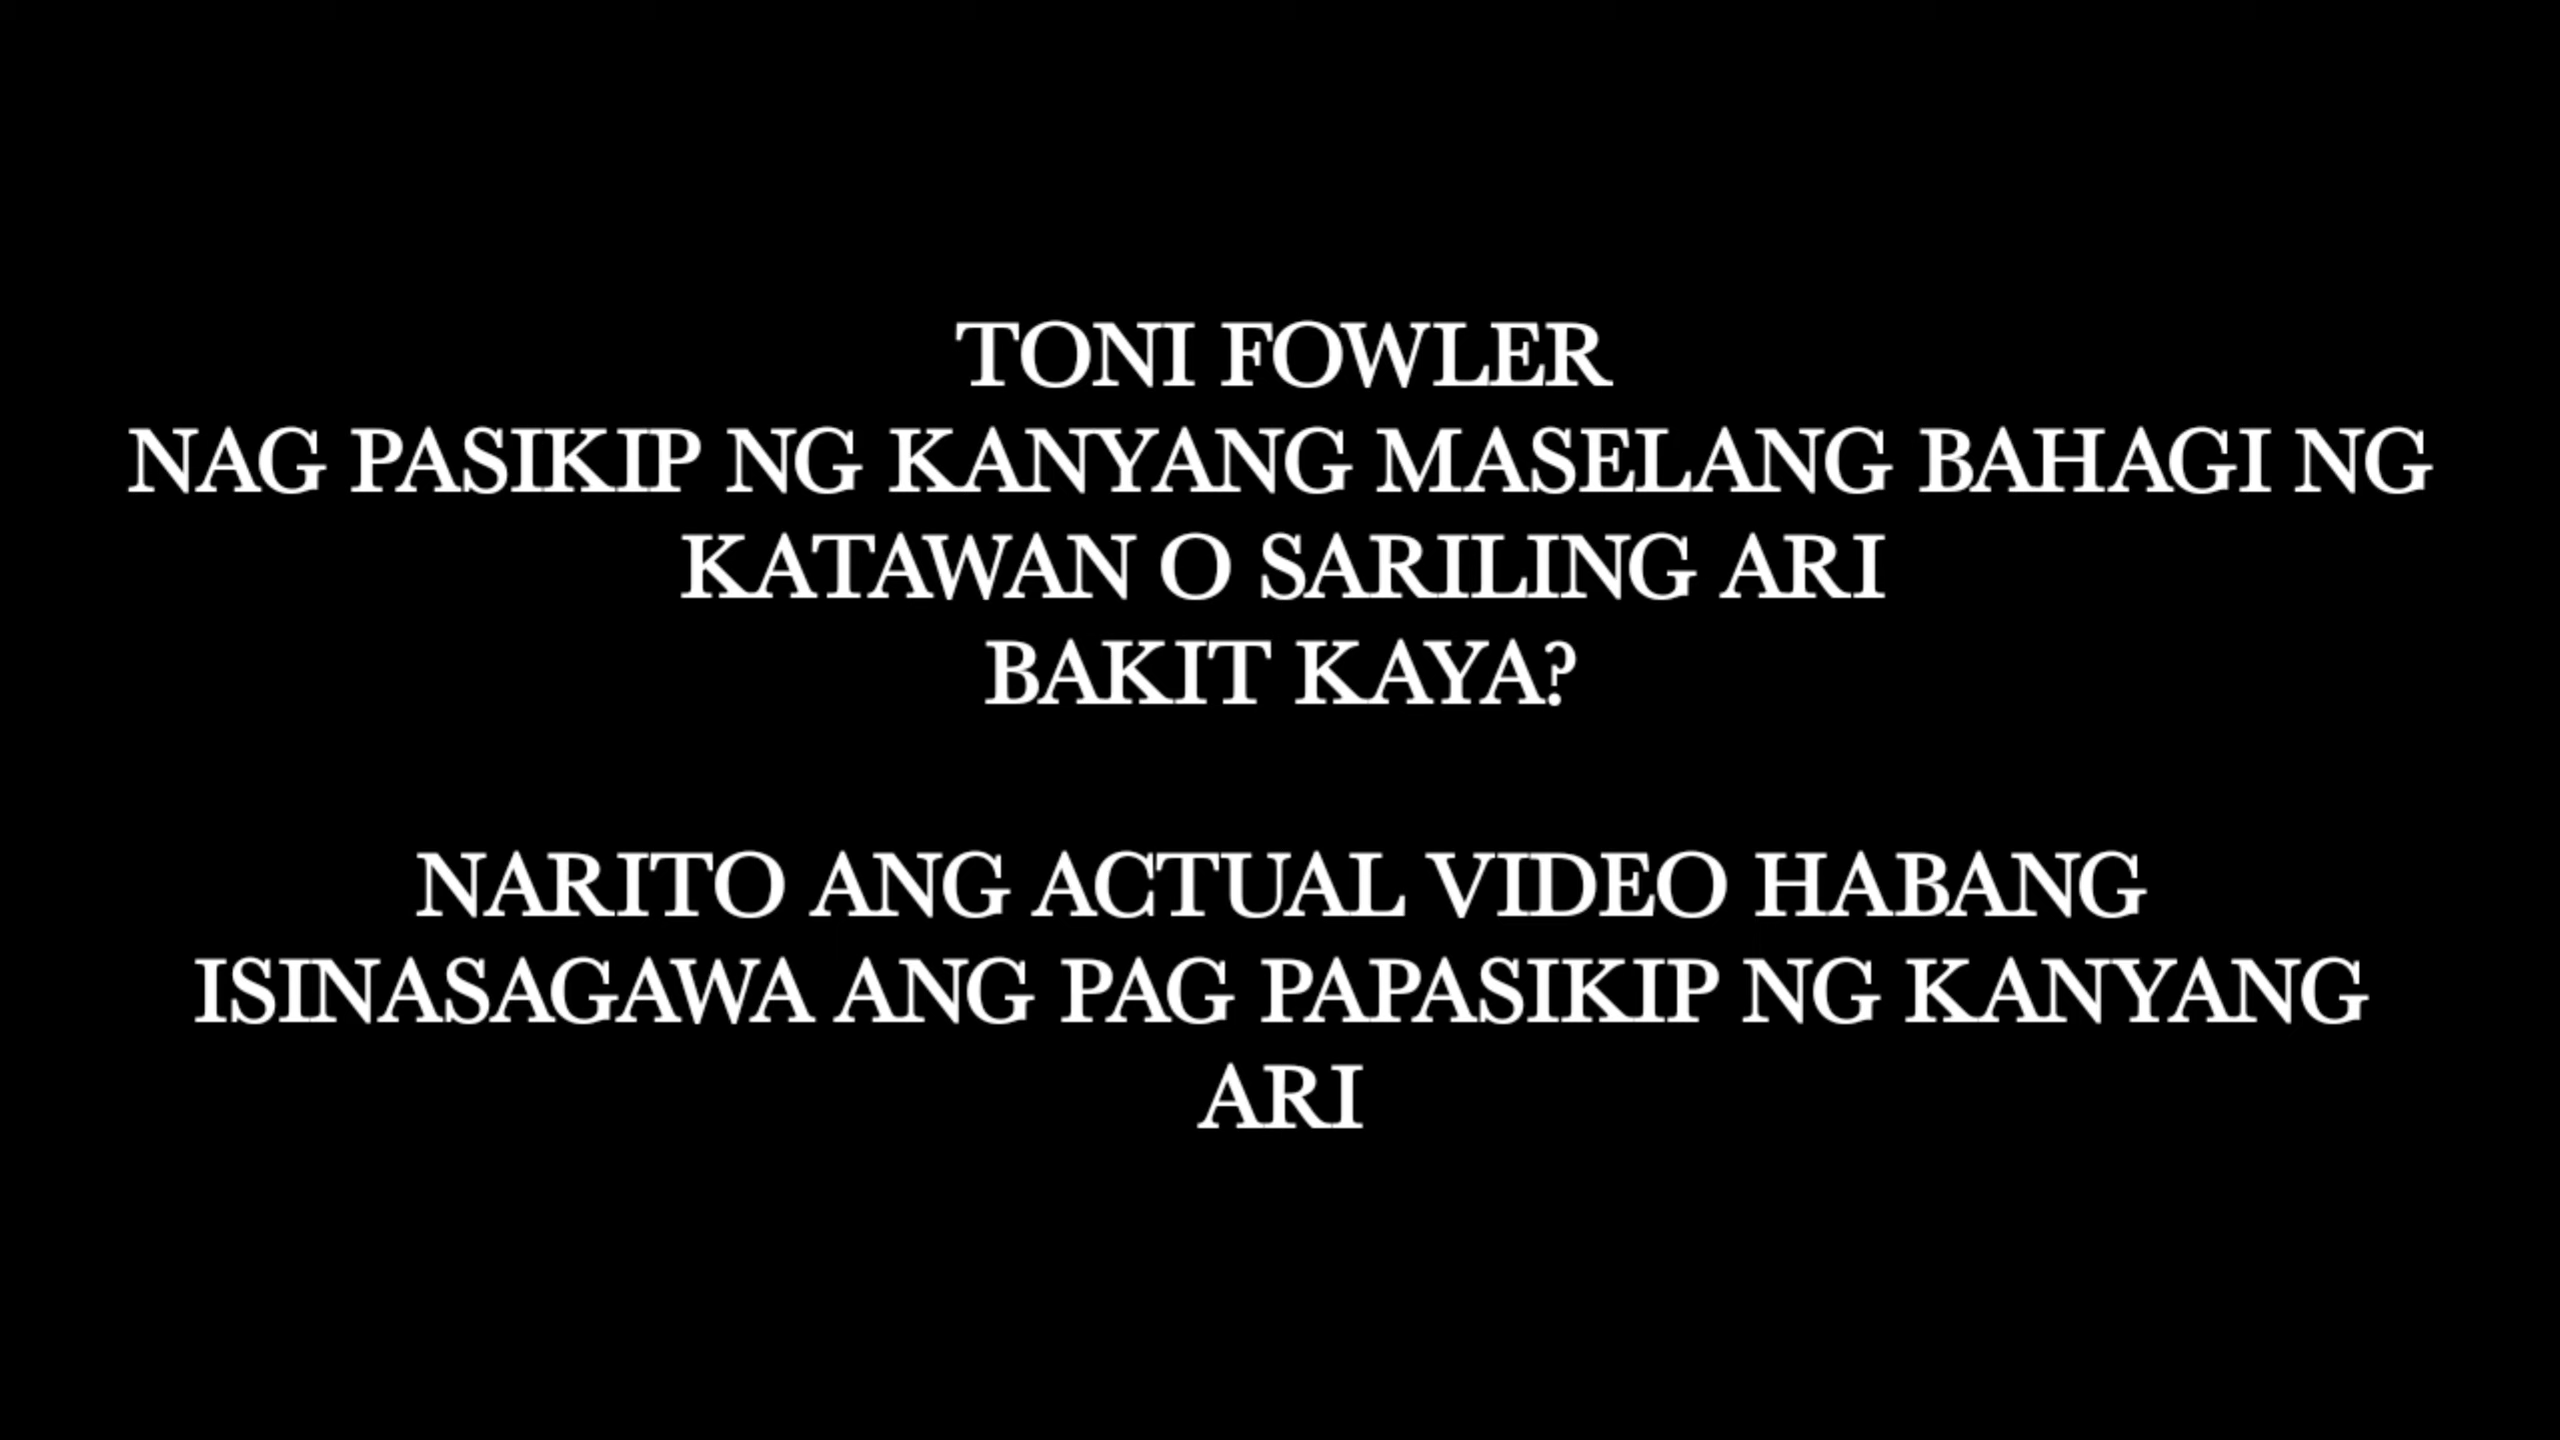 TONI FOWLER
NAG PASIKIP NG KANYANG MASELANG BAHAGI NG
KATAWAN O SARILING ARI
BAKIT KAYA?
NARITO ANG ACTUAL VIDEO HABANG
ISINASAGAWA ANG PAG PAPASIKIP NG KANYANG
ARI